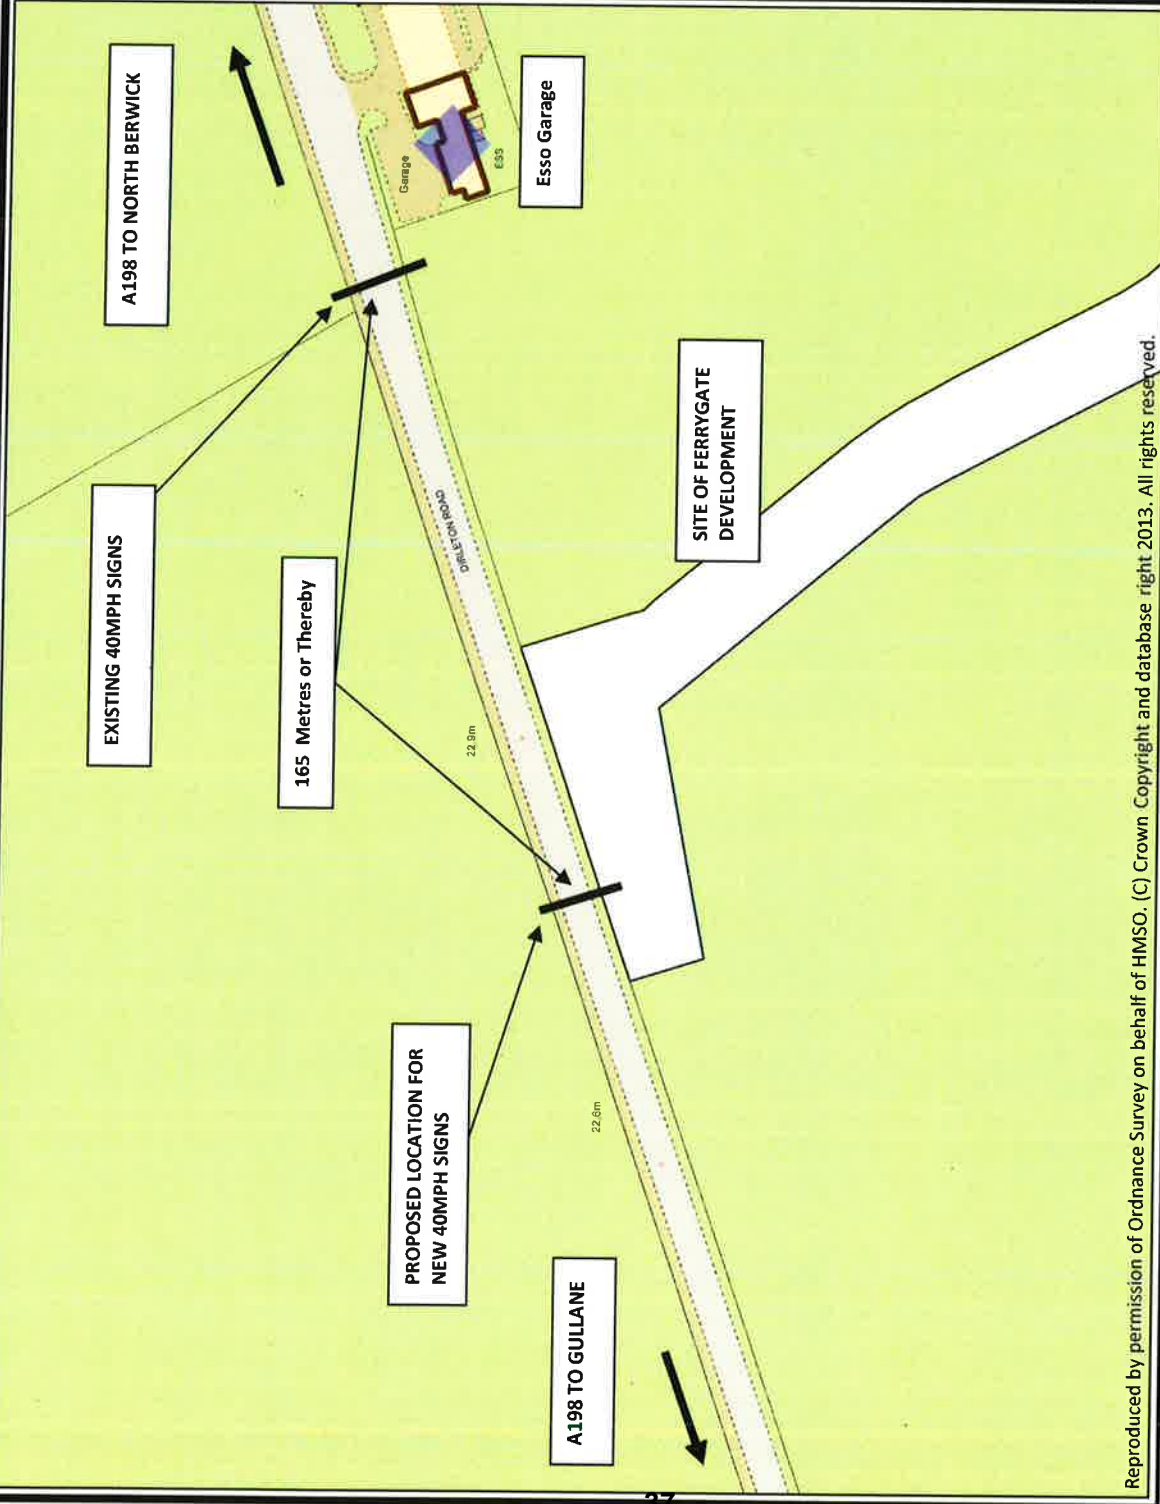 A198 TO NORTH BERWICK
EXISTING 40MPH SIGNS
165 Metres or Thereby
Garage
ESS
Esso Garage
DIRLETON ROAD
22.9m
SITE OF FERRYGATE
DEVELOPMENT
PROPOSED LOCATION FOR
NEW 40MPH SIGNS
22.6m
A198 TO GULLANE
Reproduced by permission of Ordnance Survey on behalf of HMSO. (C) Crown Copyright and database right 2013. All rights reserved.